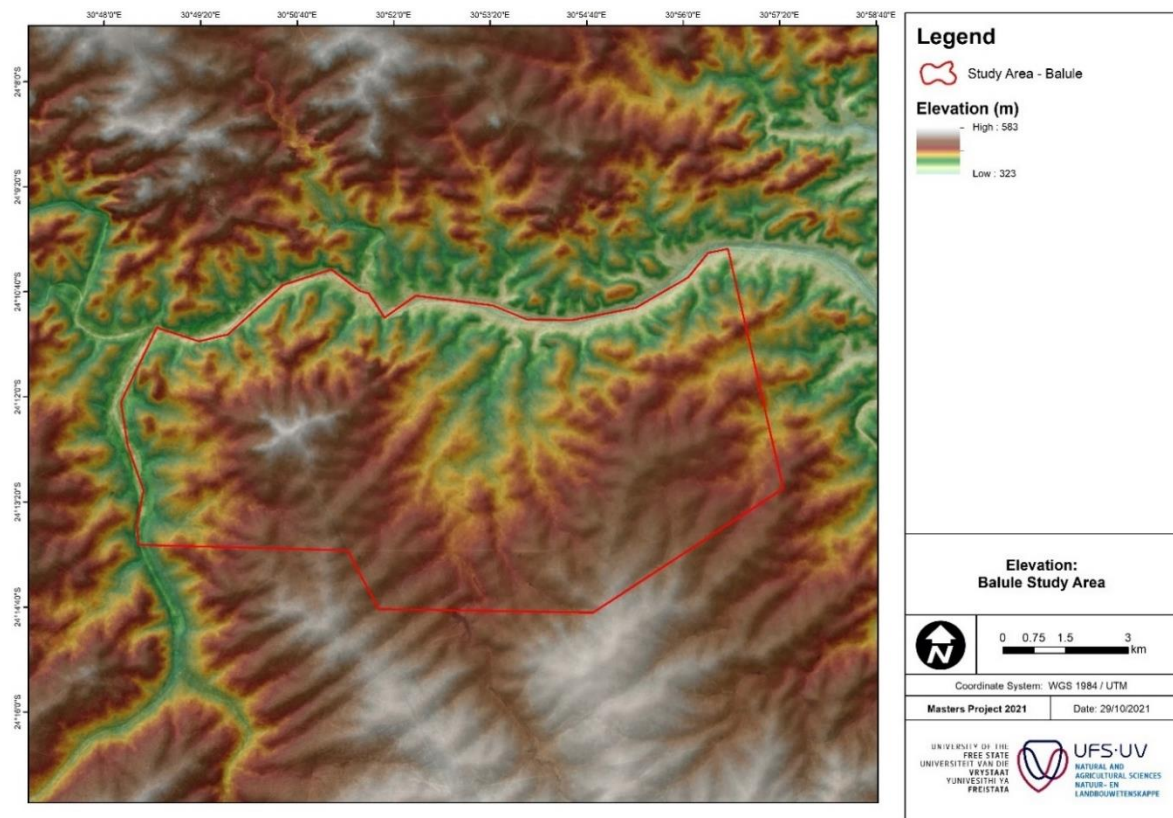 30°48'0"E 30°49'20"E 30°50'40"E 30°52'0"E 30°53'20"E 30°54'40"E 30°56'0"E 30°57'20"E 30°58'40"E
24°8'0"S
24°9'20"S
24°10'40"S
24°12'0"S
24°13'20"S
24°14'40"S
24°16'0"S
Legend
Study Area - Balule
Elevation (m)
High : 583
Low : 323
Elevation:
Balule Study Area
N
0 0.75 1.5 3
km
Coordinate System: WGS 1984 / UTM
Masters Project 2021 Date: 29/10/2021
UNIVERSITY OF THE
FREE STATE
UNIVERSITEIT VAN DIE
VRYSTAAT
YUNIVESITHI YA
FREISTATA
UFS·UV
NATURAL AND
AGRICULTURAL SCIENCES
NATUUR- EN
LANDBOUWETENSKAPPE